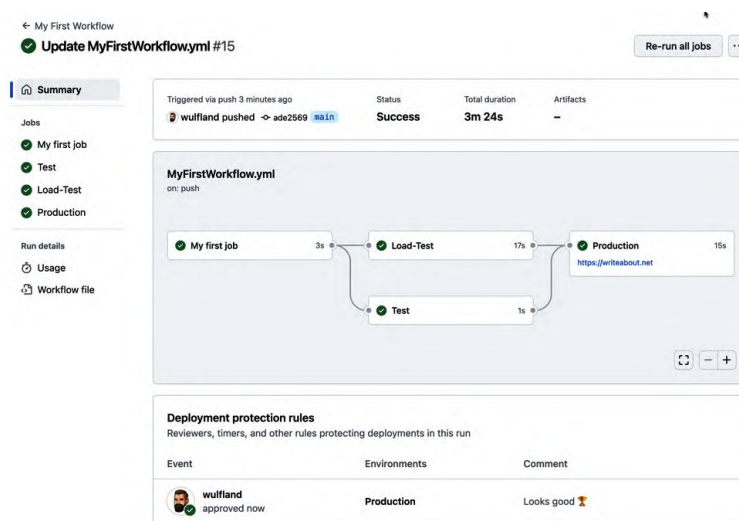 ← My First Workflow
Update MyFirstWorkflow.yml #15
Re-run all jobs
Summary
Jobs
My first job
Test
Load-Test
Production
Run details
Usage
Workflow file
Triggered via push 3 minutes ago
wulfland pushed ade2569 main
Status
Success
Total duration
3m 24s
Artifacts
–
MyFirstWorkflow.yml
on: push
My first job 3s
Load-Test 17s
Production 15s
https://writeabout.net
Test 1s
Deployment protection rules
Reviewers, timers, and other rules protecting deployments in this run
Event Environments Comment
wulfland
approved now
Production
Looks good 🏆